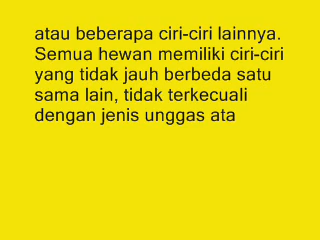 atau beberapa ciri-ciri lainnya.
Semua hewan memiliki ciri-ciri
yang tidak jauh berbeda satu
sama lain, tidak terkecuali
dengan jenis unggas ata